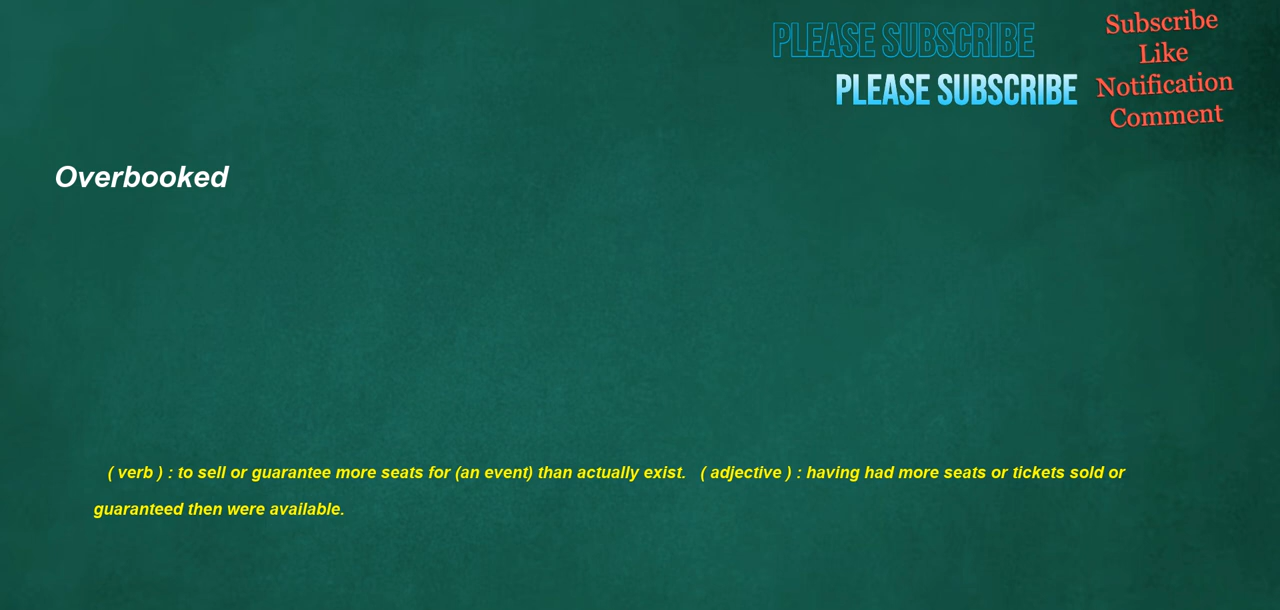 PLEASE SUBSCRIBE
PLEASE SUBSCRIBE
Subscribe
Like
Notification
Comment
Overbooked
( verb ) : to sell or guarantee more seats for (an event) than actually exist. ( adjective ) : having had more seats or tickets sold or
guaranteed then were available.